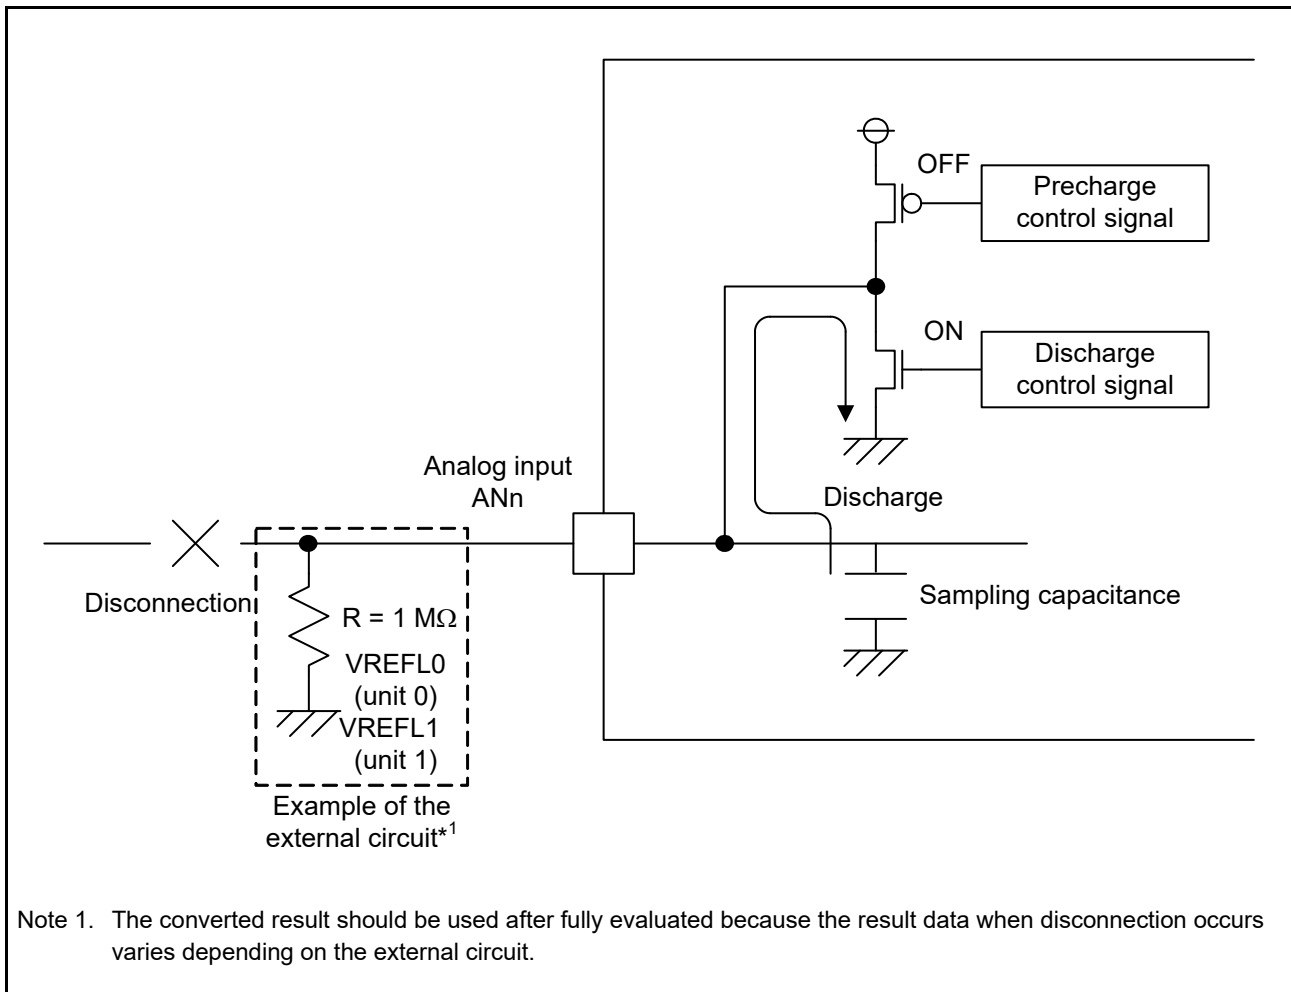 OFF
Precharge
control signal
ON
Discharge
control signal
Analog input
ANn
Discharge
Disconnection
R = 1 MΩ
VREFL0
(unit 0)
VREFL1
(unit 1)
Sampling capacitance
Example of the
external circuit*1
Note 1. The converted result should be used after fully evaluated because the result data when disconnection occurs
varies depending on the external circuit.